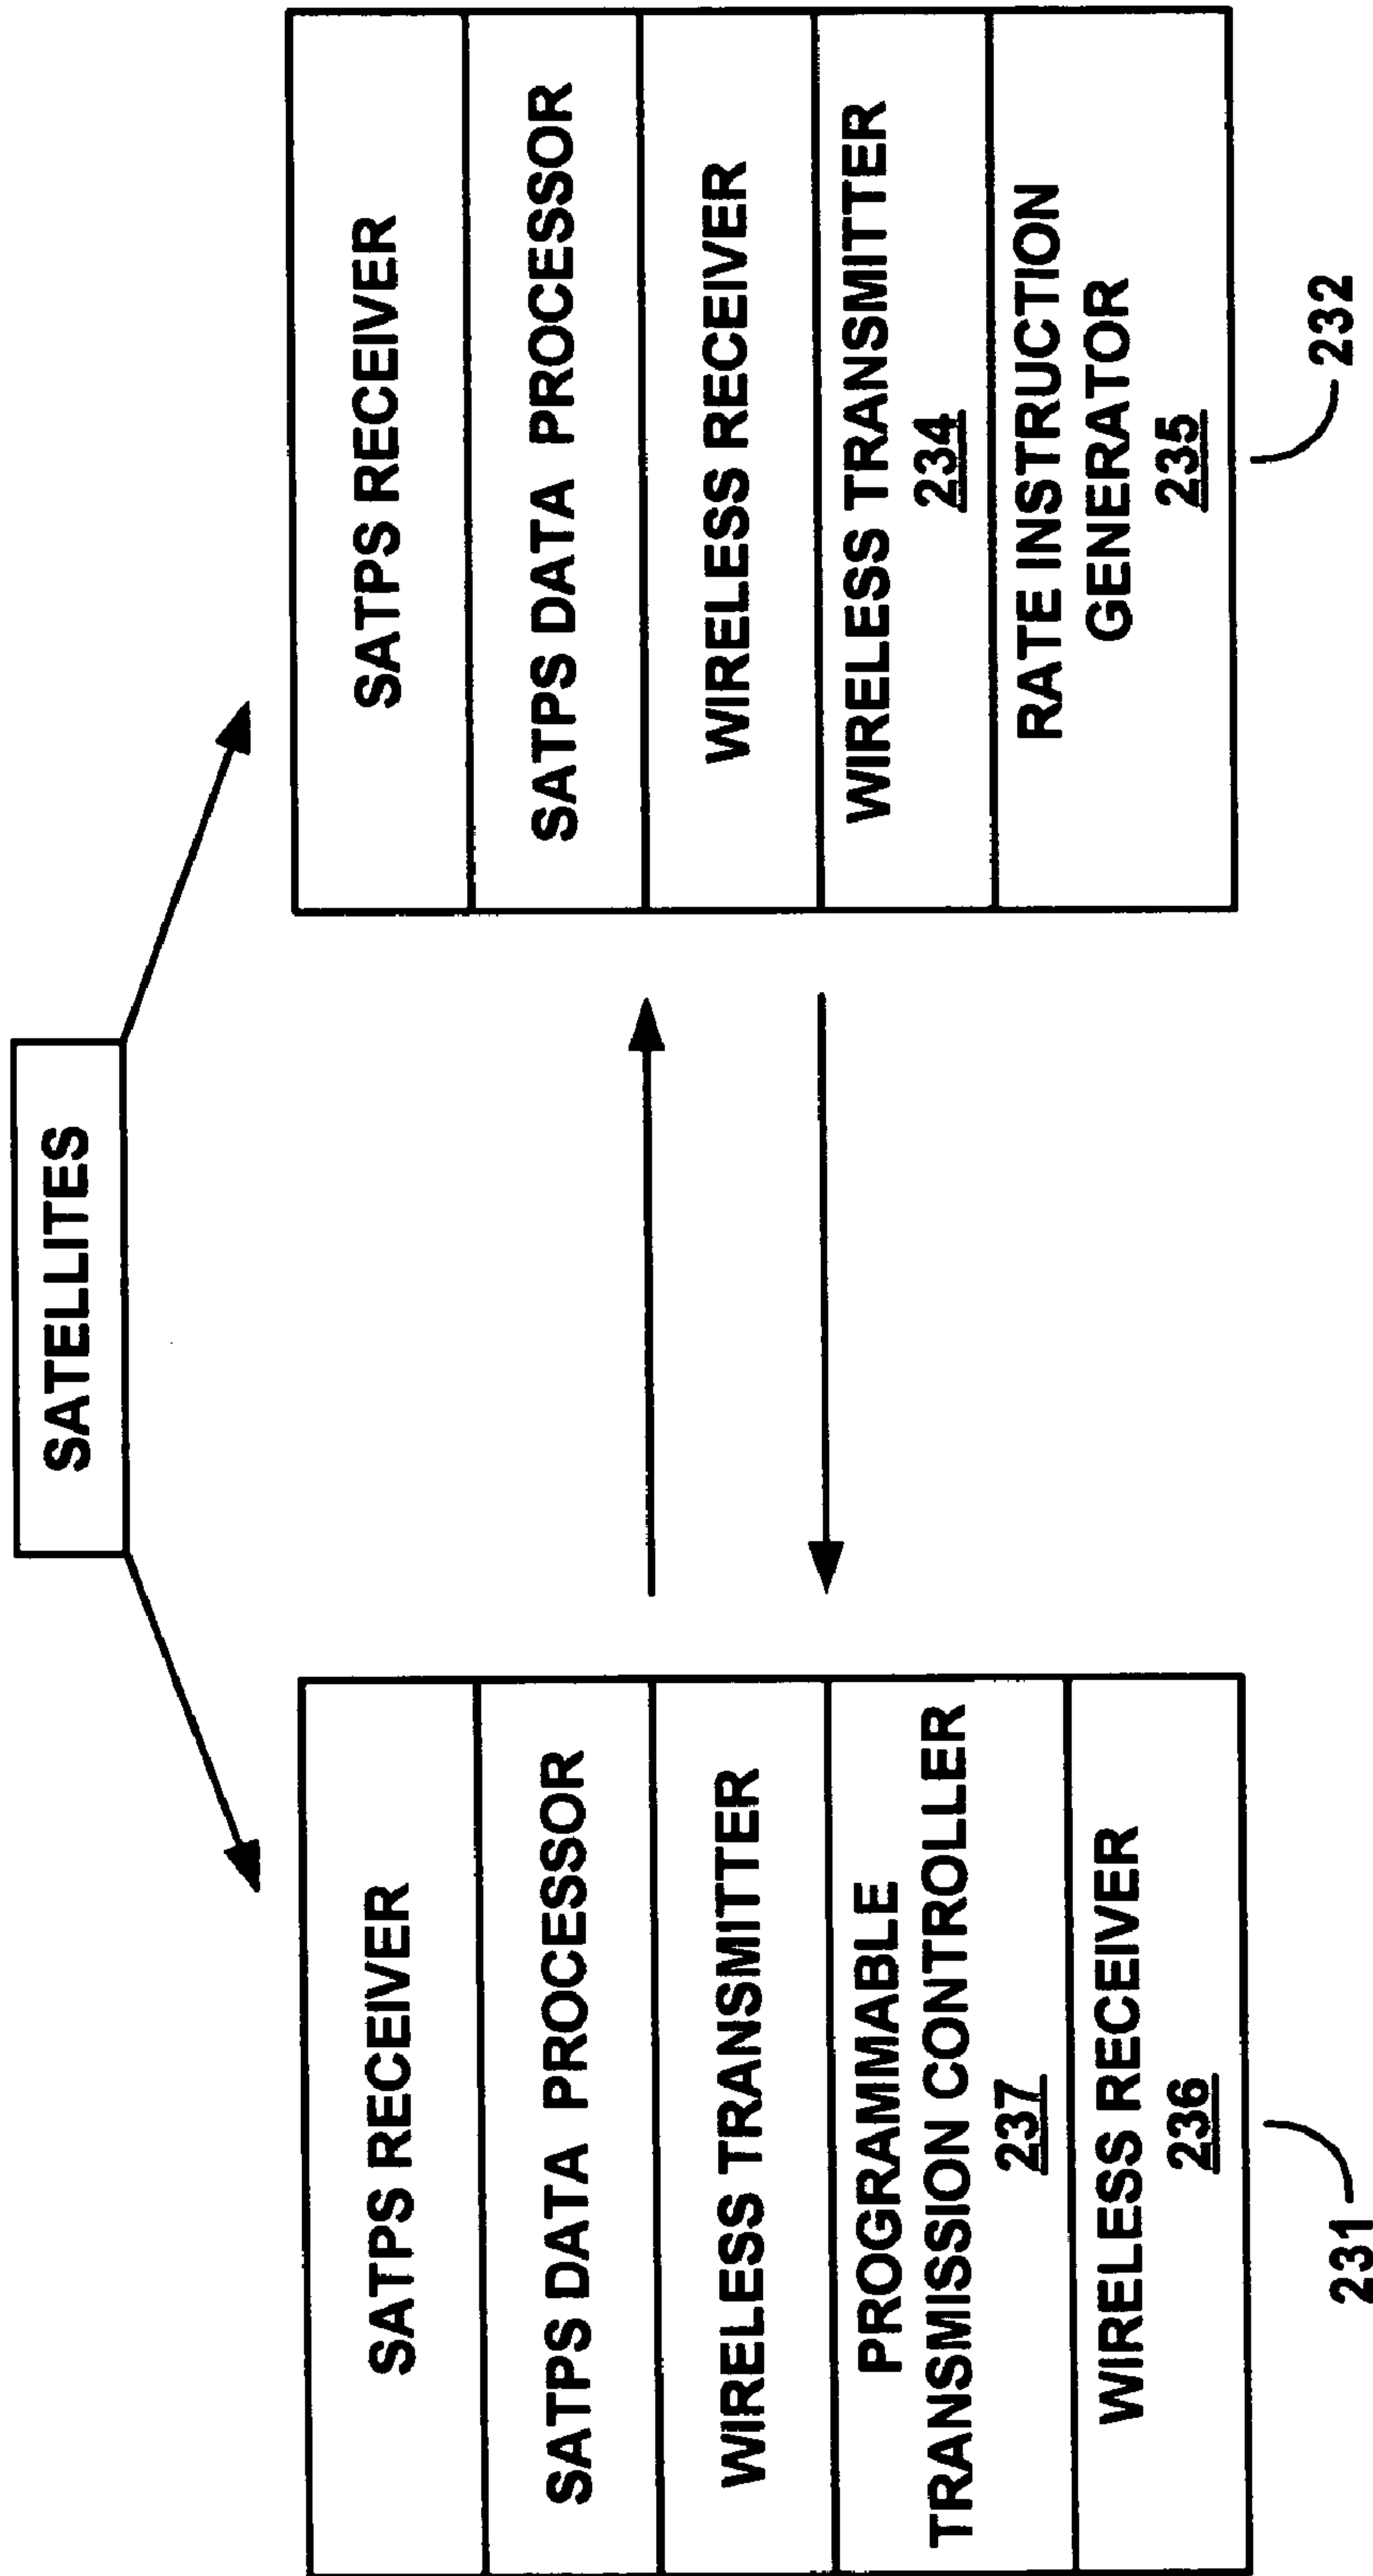 SATELLITES
SATPS RECEIVER
SATPS DATA PROCESSOR
WIRELESS TRANSMITTER
PROGRAMMABLE
TRANSMISSION CONTROLLER
237
WIRELESS RECEIVER
236
231
SATPS RECEIVER
SATPS DATA PROCESSOR
WIRELESS RECEIVER
WIRELESS TRANSMITTER
234
RATE INSTRUCTION
GENERATOR
235
232